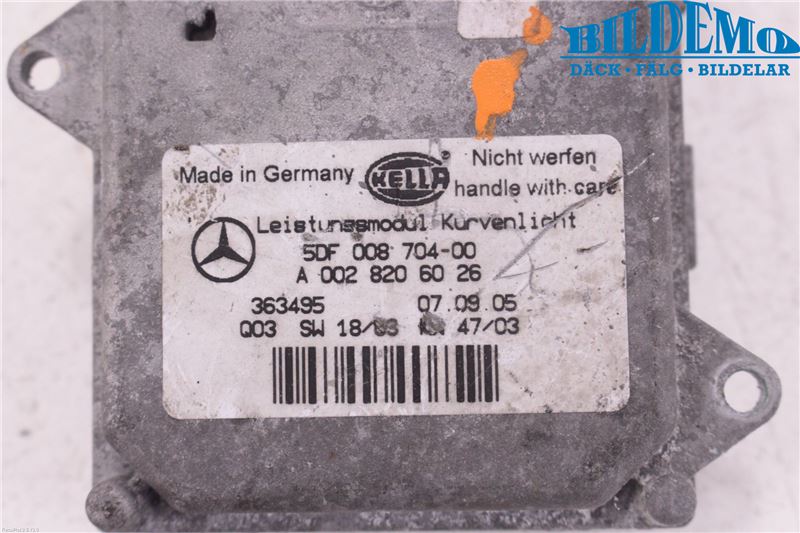 BILDEMO
DÄCK • FÄLG • BILDELAR
Made in Germany
HELLA
®
Nicht werfen
handle with care
Leistungsmodul Kurvenlicht
5DF 008 704-00
A 002 820 60 26
363495 07.09.05
Q03 SW 18/03 47/03